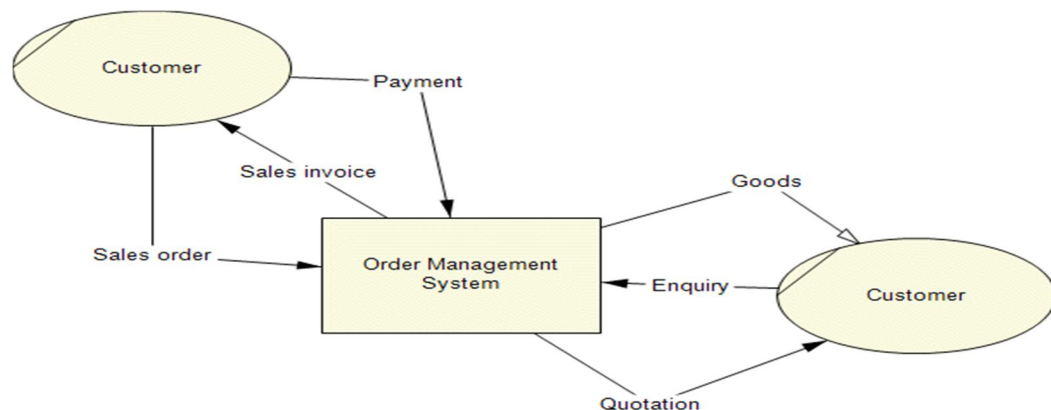 Customer
Payment
Sales invoice
Goods
Sales order
Order Management
System
Enquiry
Customer
Quotation